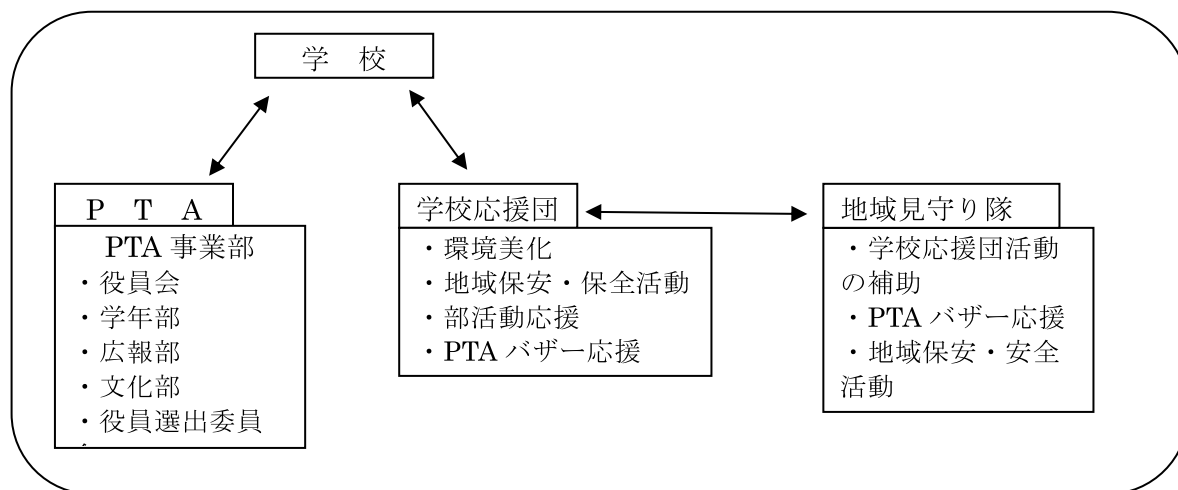 学　校
Ｐ　Ｔ　Ａ
PTA 事業部
・役員会
・学年部
・広報部
・文化部
・役員選出委員
学校応援団
・環境美化
・地域保安・保全活動
・部活動応援
・PTA バザー応援
地域見守り隊
・学校応援団活動
の補助
・PTA バザー応援
・地域保安・安全
活動